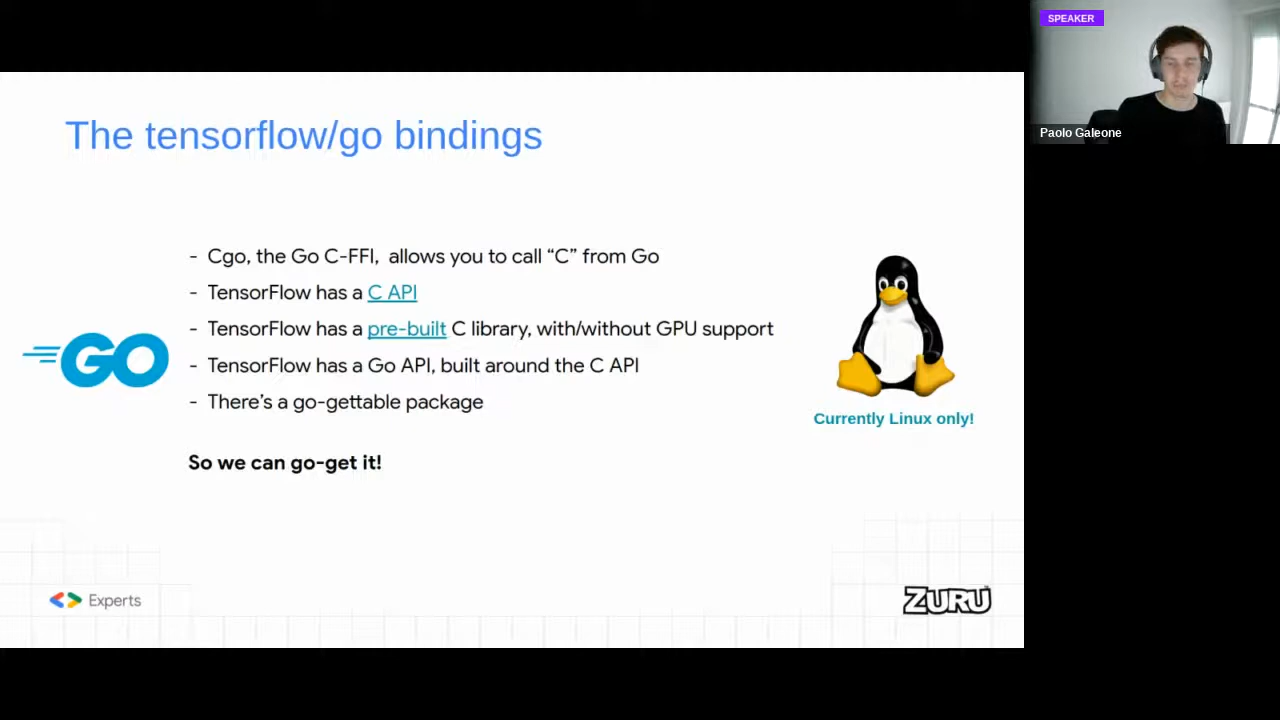 SPEAKER
Paolo Galeone
The tensorflow/go bindings
- Cgo, the Go C-FFI, allows you to call “C” from Go
- TensorFlow has a C API
- TensorFlow has a pre-built C library, with/without GPU support
- TensorFlow has a Go API, built around the C API
- There’s a go-gettable package
So we can go-get it!
GO
Currently Linux only!
Experts
ZURU